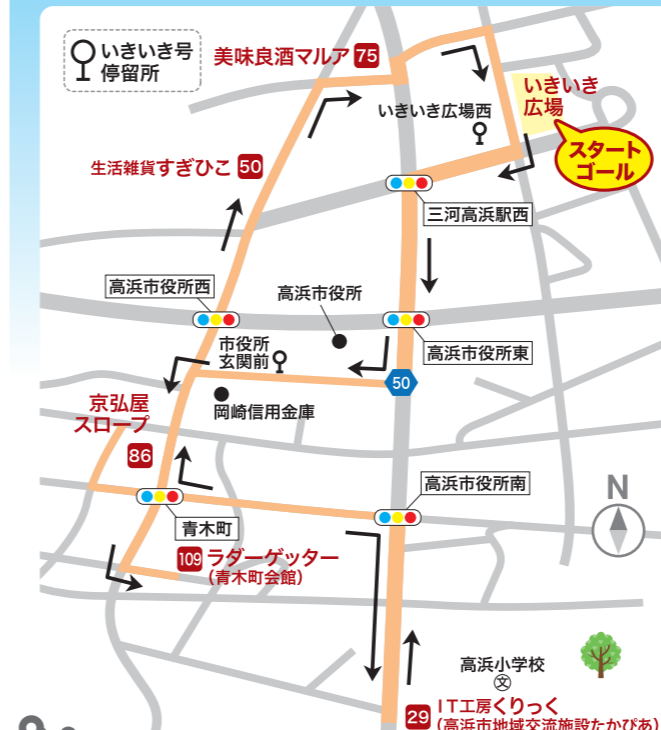 いきいき号
停留所
美味良酒マルア 75
いきいき
広場
いきいき広場西
スタート
ゴール
生活雑貨すぎひこ 50
三河高浜駅西
高浜市役所西
高浜市役所
高浜市役所東
市役所
玄関前
50
岡崎信用金庫
京弘屋
スロープ
86
高浜市役所南
N
青木町
109 ラダーゲッター
(青木町会館)
高浜小学校
文
29 IT工房くりっく
(高浜市地域交流施設たかぴあ)